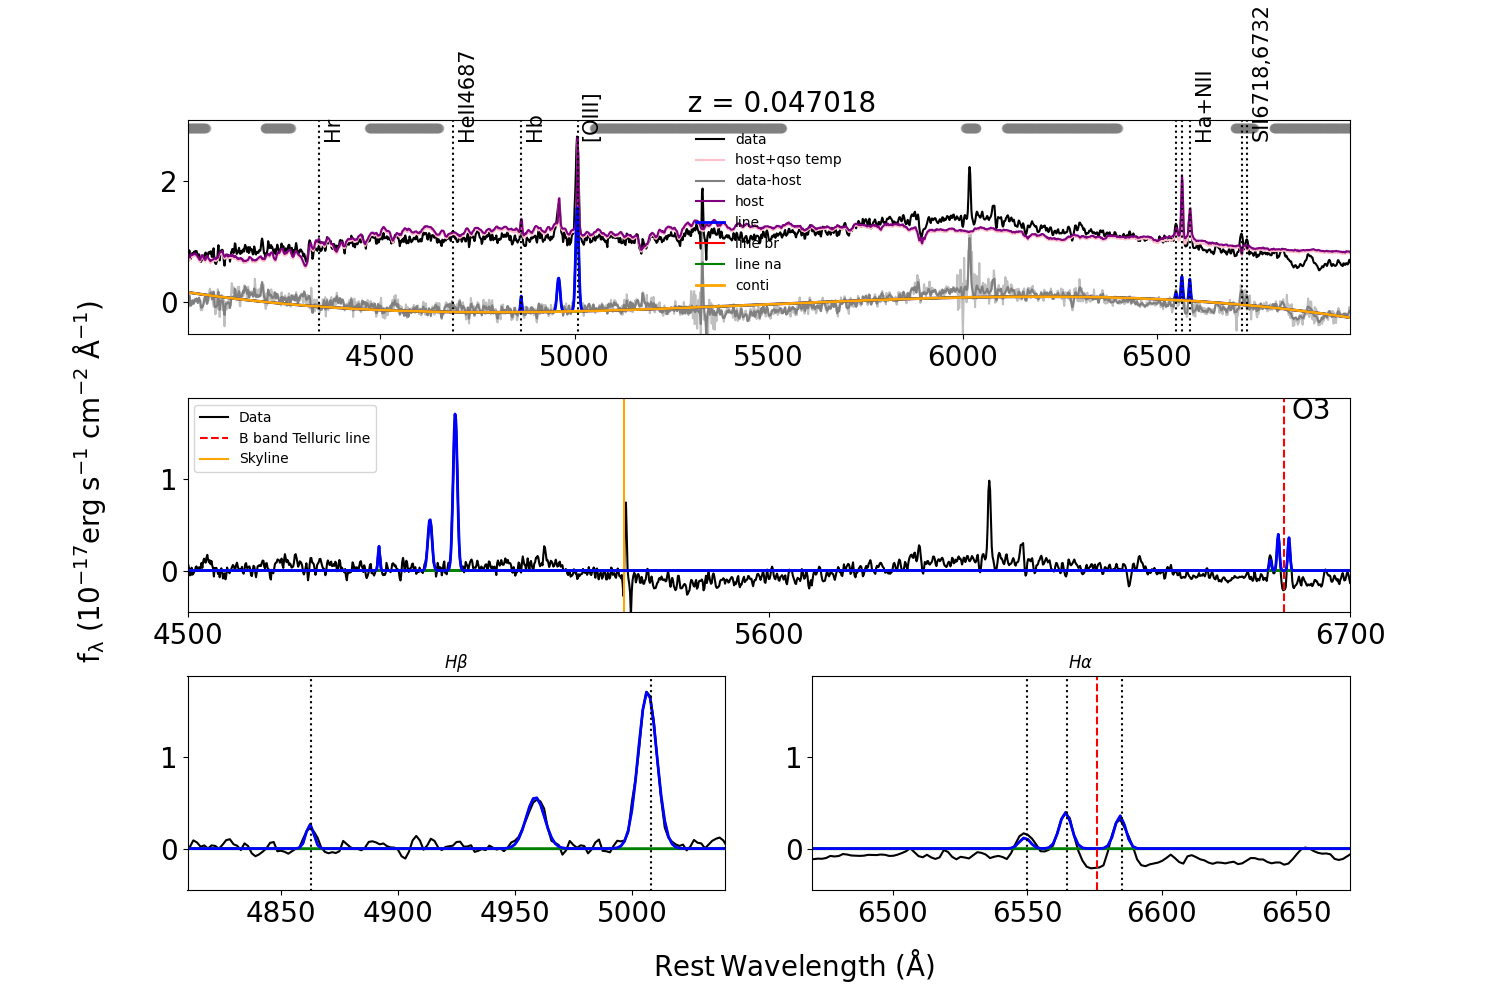 z = 0.047018
Hr
HeII4687
Hb
[OIII]
Ha+NII
SII6718,6732
data
host+qso temp
data-host
host
line
line br
line na
conti
2
0
4500
5000
5500
6000
6500
Data
B band Telluric line
Skyline
O3
1
0
4500
5600
6700
fλ (10⁻¹⁷erg s⁻¹ cm⁻² Å⁻¹)
Hβ
1
0
4850
4900
4950
5000
Hα
1
0
6500
6550
6600
6650
Rest Wavelength (Å)